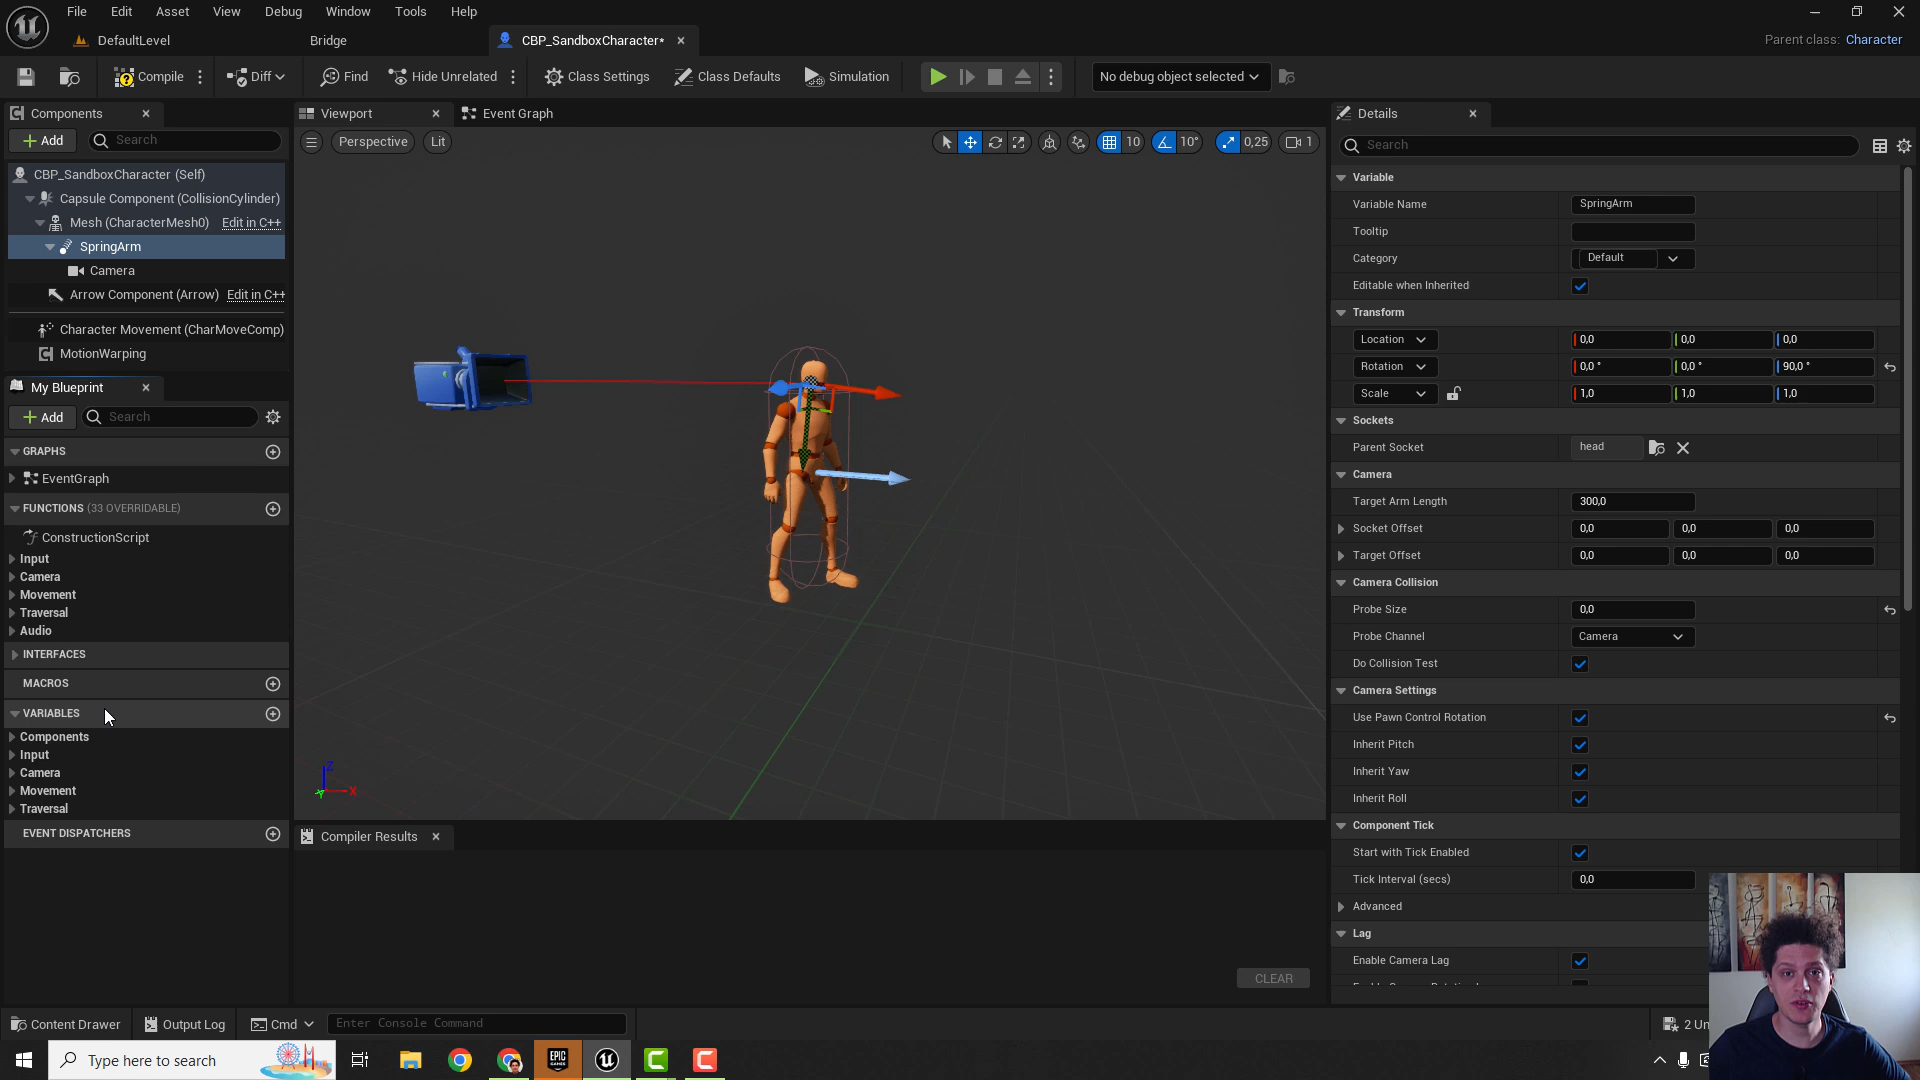 File Edit Asset View Debug Window Tools Help
DefaultLevel Bridge CBP_SandboxCharacter* Parent class: Character
Compile Diff Find Hide Unrelated Class Settings Class Defaults Simulation No debug object selected
Components Viewport Event Graph Details
Add Search Perspective Lit 10 10° 0,25 1 Search
CBP_SandboxCharacter (Self)
Capsule Component (CollisionCylinder)
Mesh (CharacterMesh0) Edit in C++
SpringArm
Camera
Arrow Component (Arrow) Edit in C++
Character Movement (CharMoveComp)
MotionWarping
My Blueprint
Add Search
GRAPHS
EventGraph
FUNCTIONS (33 OVERRIDABLE)
ConstructionScript
Input
Camera
Movement
Traversal
Audio
INTERFACES
MACROS
VARIABLES
Components
Input
Camera
Movement
Traversal
EVENT DISPATCHERS
Z
X
Y
Compiler Results
CLEAR
Variable
Variable Name SpringArm
Tooltip
Category Default
Editable when Inherited
Transform
Location 0,0 0,0 0,0
Rotation 0,0 ° 0,0 ° 90,0 °
Scale 1,0 1,0 1,0
Sockets
Parent Socket head
Camera
Target Arm Length 300,0
Socket Offset 0,0 0,0 0,0
Target Offset 0,0 0,0 0,0
Camera Collision
Probe Size 0,0
Probe Channel Camera
Do Collision Test
Camera Settings
Use Pawn Control Rotation
Inherit Pitch
Inherit Yaw
Inherit Roll
Component Tick
Start with Tick Enabled
Tick Interval (secs) 0,0
Advanced
Lag
Enable Camera Lag
Content Drawer Output Log Cmd Enter Console Command 2 Un
Type here to search EPIC GAMES